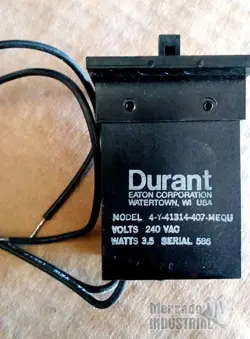 Durant
EATON CORPORATION
WATERTOWN, WI USA
MODEL 4-Y-41314-407-MEQU
VOLTS 240 VAC
WATTS 3.5 SERIAL 586
Mercado
INDUSTRIAL